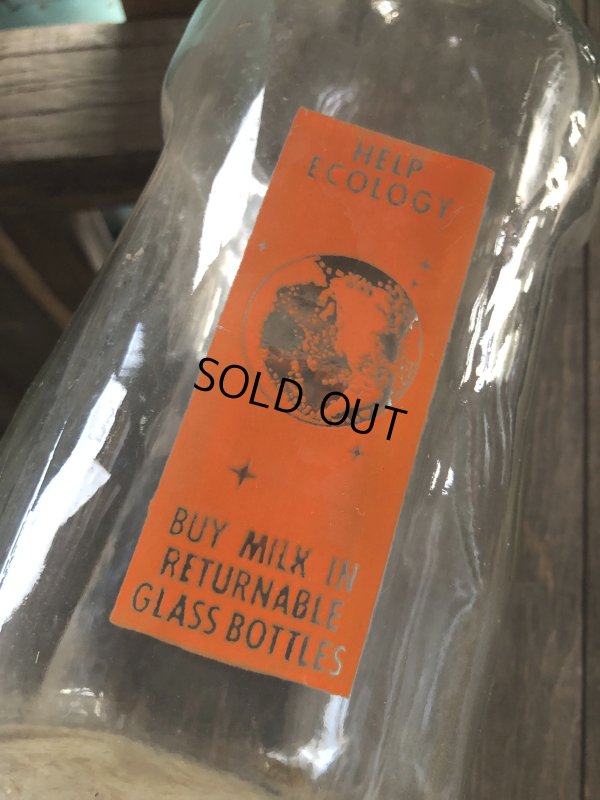 HELP
ECOLOGY
SOLD OUT
BUY MILK IN
RETURNABLE
GLASS BOTTLES